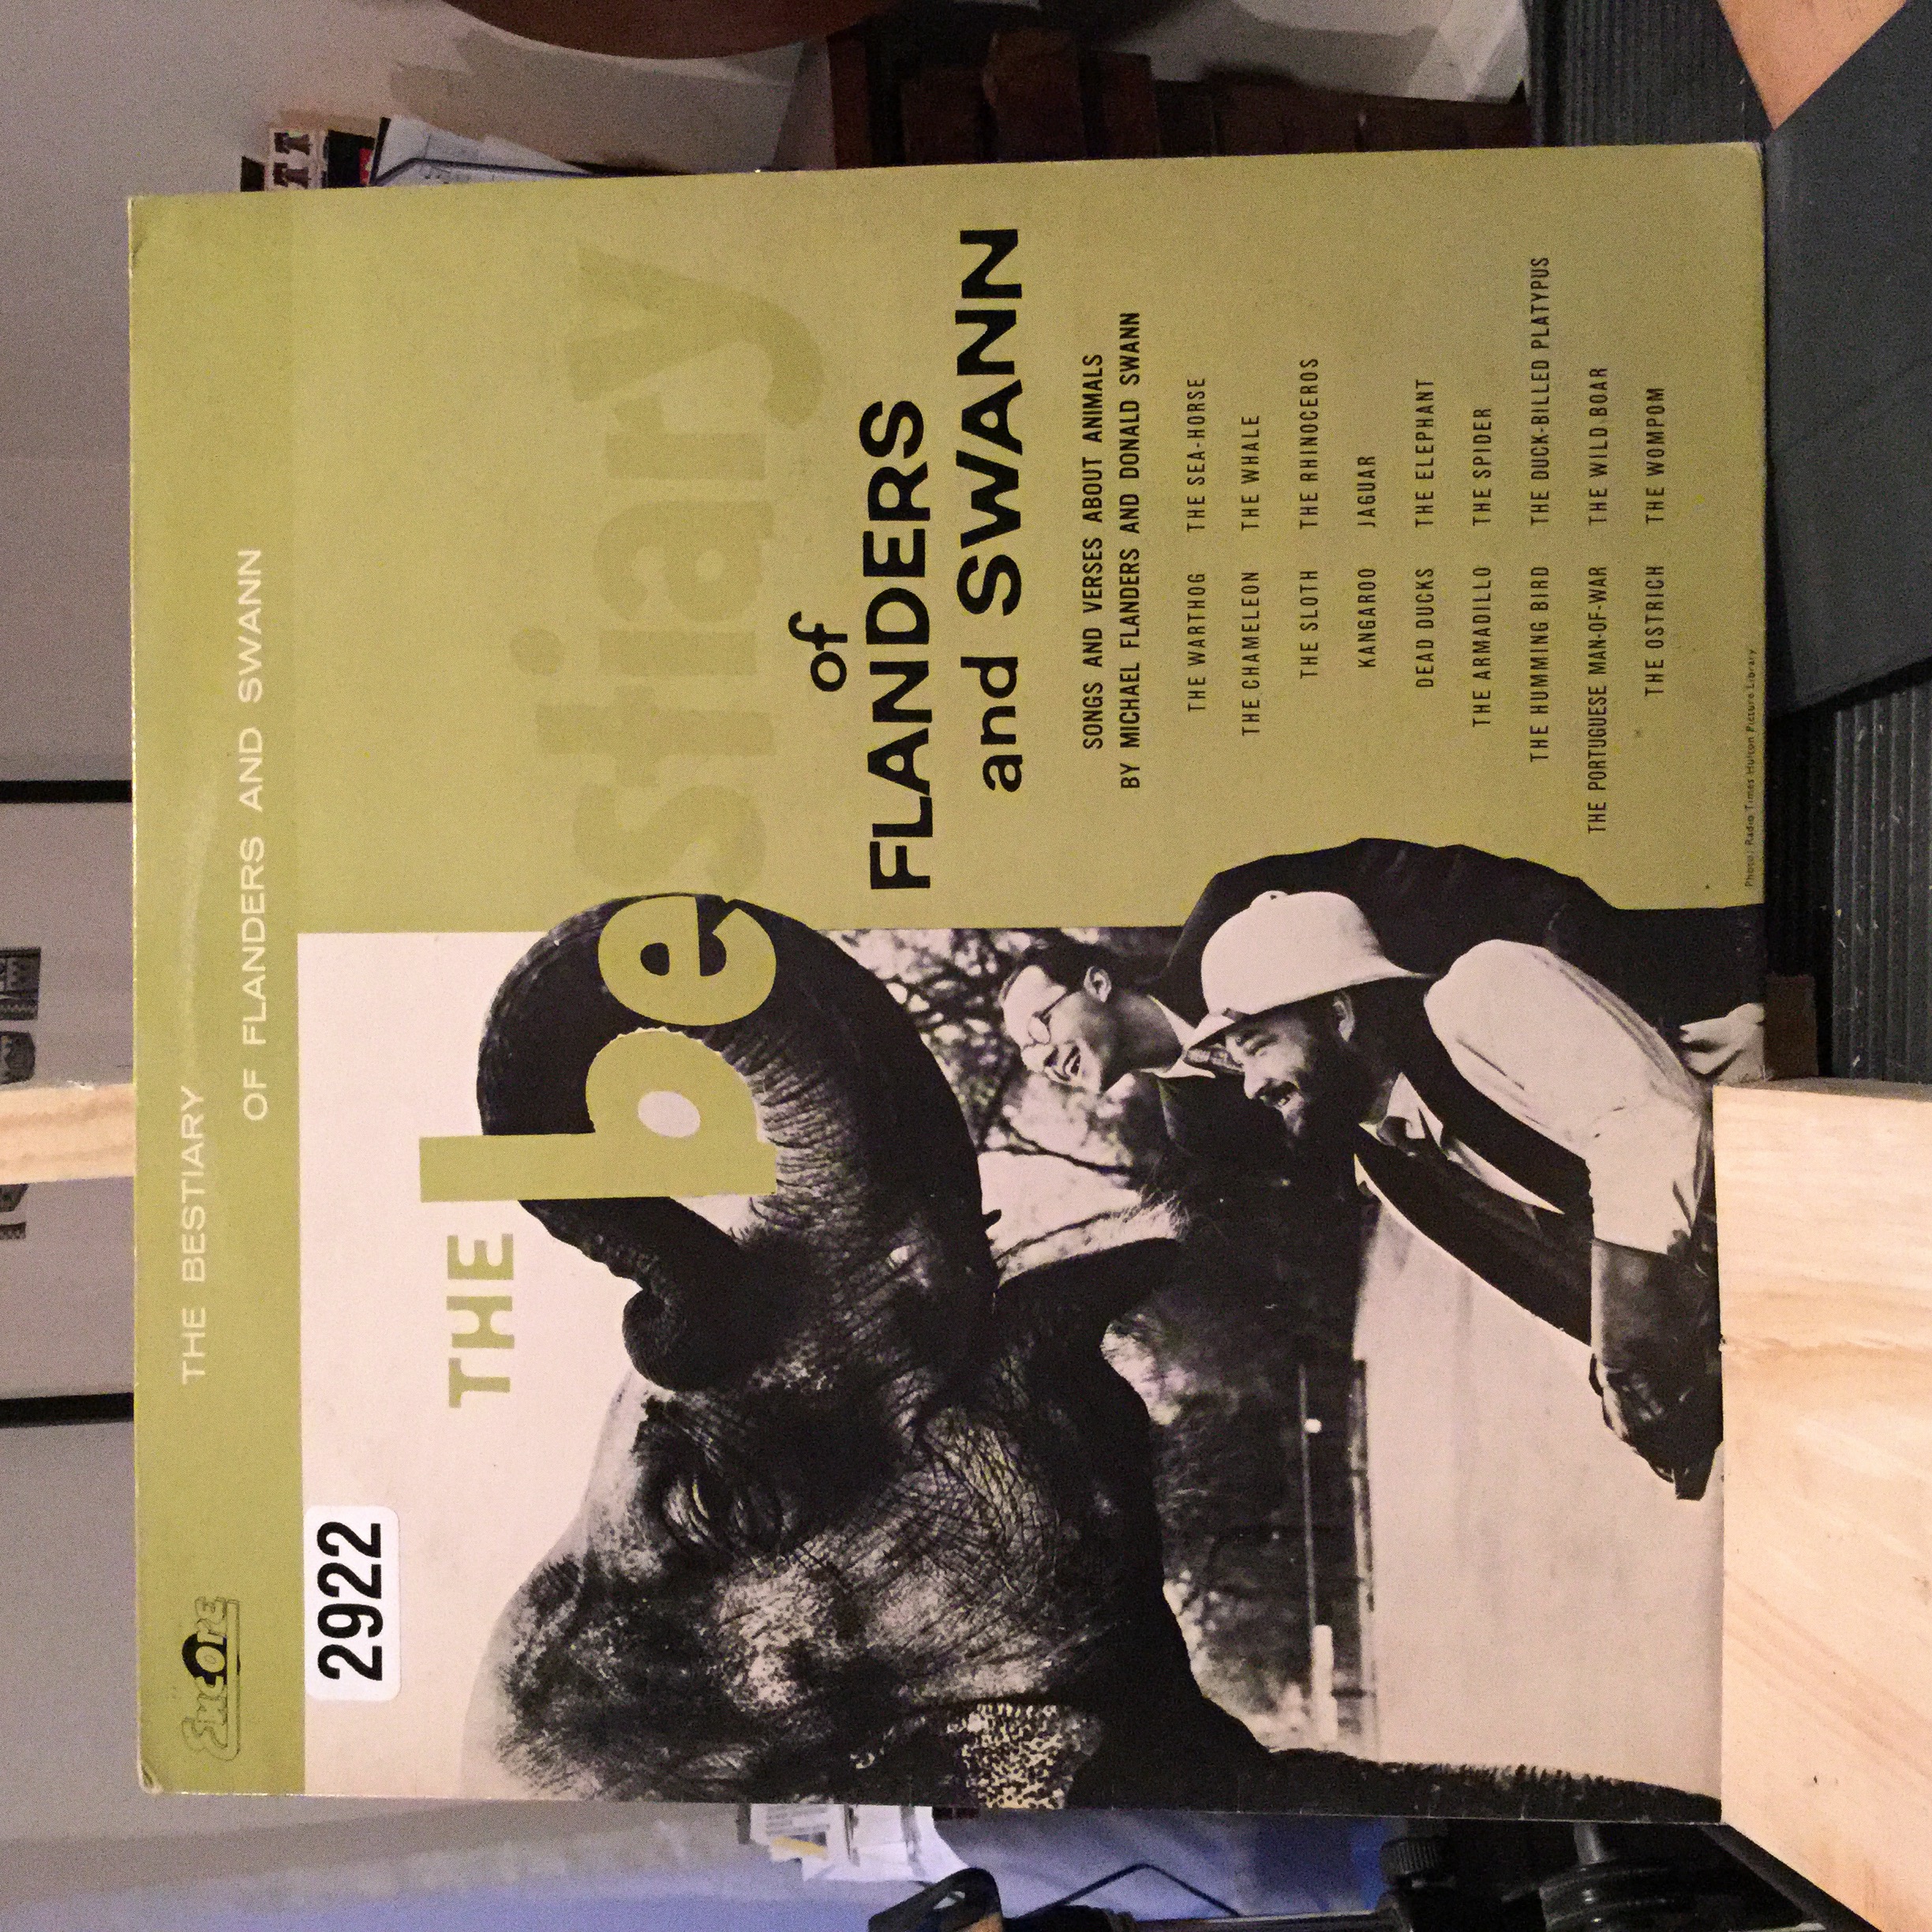 Encore
THE BESTIARY
OF FLANDERS AND SWANN
2922
THE bestiary
of
FLANDERS
and SWANN
SONGS AND VERSES ABOUT ANIMALS
BY MICHAEL FLANDERS AND DONALD SWANN
THE WARTHOG THE SEA-HORSE
THE CHAMELEON THE WHALE
THE SLOTH THE RHINOCEROS
KANGAROO JAGUAR
DEAD DUCKS THE ELEPHANT
THE ARMADILLO THE SPIDER
THE HUMMING BIRD THE DUCK-BILLED PLATYPUS
THE PORTUGUESE MAN-OF-WAR THE WILD BOAR
THE OSTRICH THE WOMPOM
Photo: Radio Times Hulton Picture Library